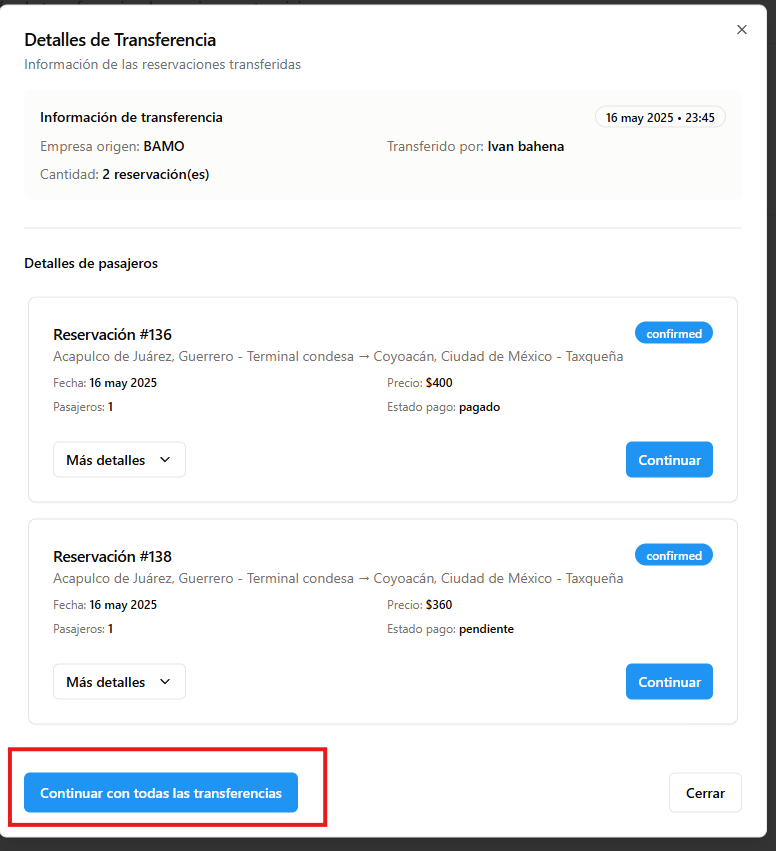 Detalles de Transferencia
Información de las reservaciones transferidas
Información de transferencia
16 may 2025 • 23:45
Empresa origen: BAMO
Transferido por: Ivan bahena
Cantidad: 2 reservación(es)
Detalles de pasajeros
Reservación #136
confirmed
Acapulco de Juárez, Guerrero - Terminal condesa → Coyoacán, Ciudad de México - Taxqueña
Fecha: 16 may 2025
Precio: $400
Pasajeros: 1
Estado pago: pagado
Más detalles
Continuar
Reservación #138
confirmed
Acapulco de Juárez, Guerrero - Terminal condesa → Coyoacán, Ciudad de México - Taxqueña
Fecha: 16 may 2025
Precio: $360
Pasajeros: 1
Estado pago: pendiente
Más detalles
Continuar
Continuar con todas las transferencias
Cerrar